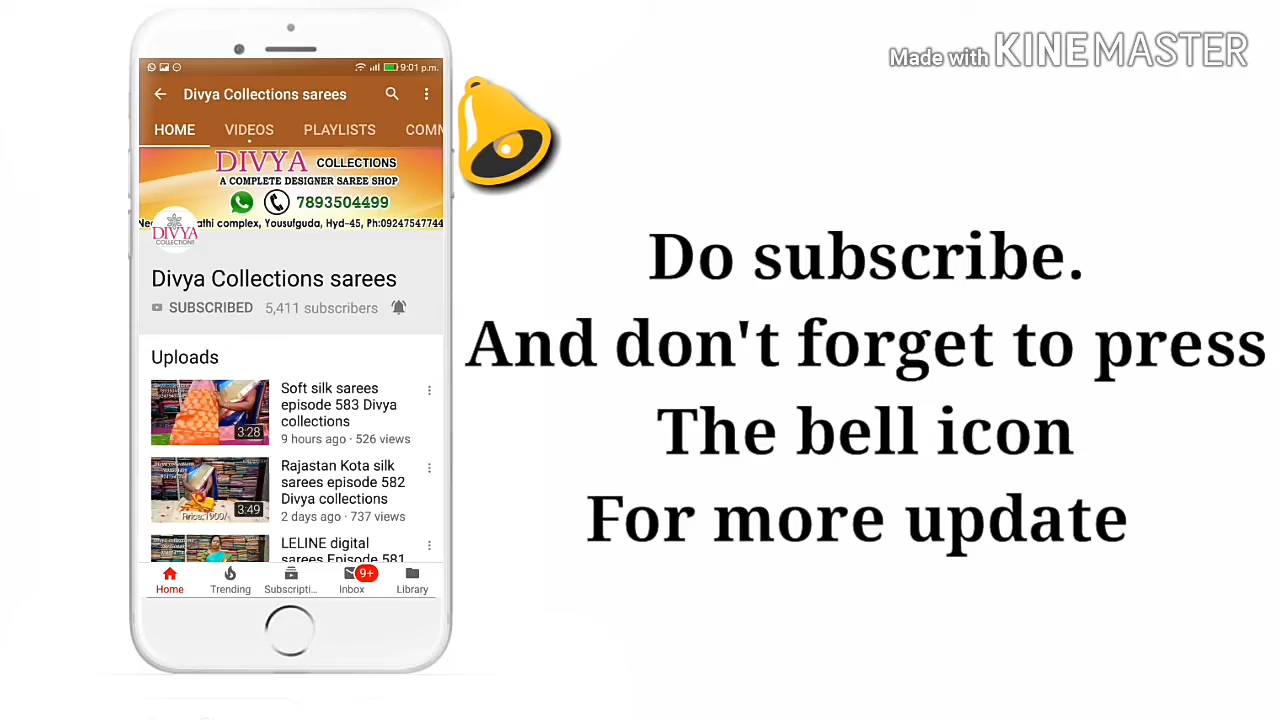 Made with KINEMASTER
9:01 p.m.
Divya Collections sarees
HOME VIDEOS PLAYLISTS COMM
DIVYA COLLECTIONS
A COMPLETE DESIGNER SAREE SHOP
7893504499
athi complex, Yousufguda, Hyd-45, Ph:09247547744
DIVYA
COLLECTIONS
Divya Collections sarees
SUBSCRIBED 5,411 subscribers
Uploads
Soft silk sarees
episode 583 Divya
collections
9 hours ago · 526 views
3:28
Rajastan Kota silk
sarees episode 582
Divya collections
2 days ago · 737 views
3:49
LELINE digital
sarees Episode 581
9+
Home Trending Subscripti... Inbox Library
Do subscribe.
And don't forget to press
The bell icon
For more update